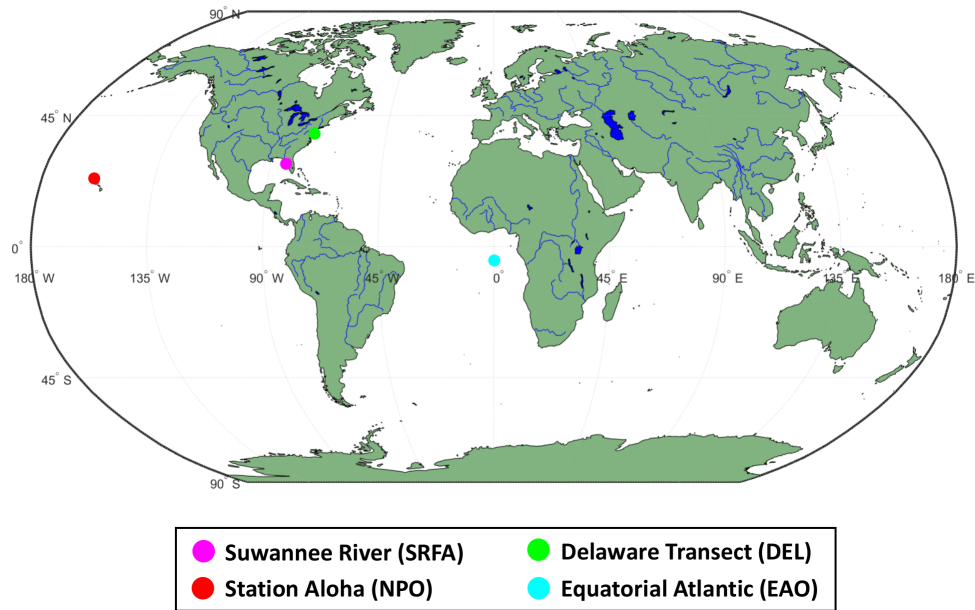 90° N
45° N
0°
180° W
135° W
90° W
45° W
0
45° E
90° E
135° E
180° E
45° S
90° S
Suwannee River (SRFA)
Delaware Transect (DEL)
Station Aloha (NPO)
Equatorial Atlantic (EAO)